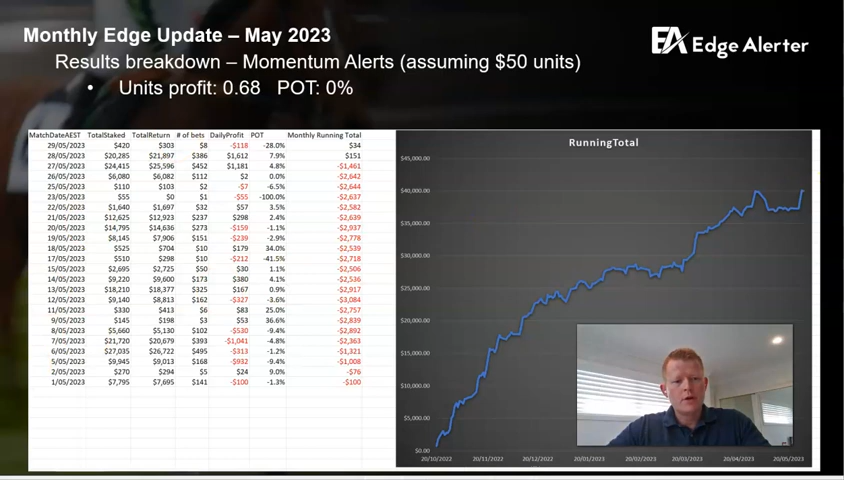 Monthly Edge Update – May 2023
EA Edge Alerter
Results breakdown – Momentum Alerts (assuming $50 units)
• Units profit: 0.68 POT: 0%
MatchDateAEST TotalStaked TotalReturn # of bets DailyProfit POT Monthly Running Total
29/05/2023 $420 $303 $8 -$118 -28.0% $34
28/05/2023 $20,285 $21,897 $386 $1,612 7.9% $151
27/05/2023 $24,415 $25,596 $452 $1,181 4.8% -$1,461
26/05/2023 $6,080 $6,082 $112 $2 0.0% -$2,642
25/05/2023 $110 $103 $2 -$7 -6.5% -$2,644
23/05/2023 $55 $0 $1 -$55 -100.0% -$2,637
22/05/2023 $1,640 $1,697 $32 $57 3.5% -$2,582
21/05/2023 $12,625 $12,923 $237 $298 2.4% -$2,639
20/05/2023 $14,795 $14,636 $273 -$159 -1.1% -$2,937
19/05/2023 $8,145 $7,906 $151 -$239 -2.9% -$2,778
18/05/2023 $525 $704 $10 $179 34.0% -$2,539
17/05/2023 $510 $298 $10 -$212 -41.5% -$2,718
15/05/2023 $2,695 $2,725 $50 $30 1.1% -$2,506
14/05/2023 $9,220 $9,600 $173 $380 4.1% -$2,536
13/05/2023 $18,210 $18,377 $325 $167 0.9% -$2,917
12/05/2023 $9,140 $8,813 $162 -$327 -3.6% -$3,084
11/05/2023 $330 $413 $6 $83 25.0% -$2,757
9/05/2023 $145 $198 $3 $53 36.6% -$2,839
8/05/2023 $5,660 $5,130 $102 -$530 -9.4% -$2,892
7/05/2023 $21,720 $20,679 $393 -$1,041 -4.8% -$2,363
6/05/2023 $27,035 $26,722 $495 -$313 -1.2% -$1,321
5/05/2023 $9,945 $9,013 $168 -$932 -9.4% -$1,008
2/05/2023 $270 $294 $5 $24 9.0% -$76
1/05/2023 $7,795 $7,695 $141 -$100 -1.3% -$100
RunningTotal
$45,000.00
$40,000.00
$35,000.00
$30,000.00
$25,000.00
$20,000.00
$15,000.00
$10,000.00
$5,000.00
$0.00
20/10/2022 20/11/2022 20/12/2022 20/01/2023 20/02/2023 20/03/2023 20/04/2023 20/05/2023